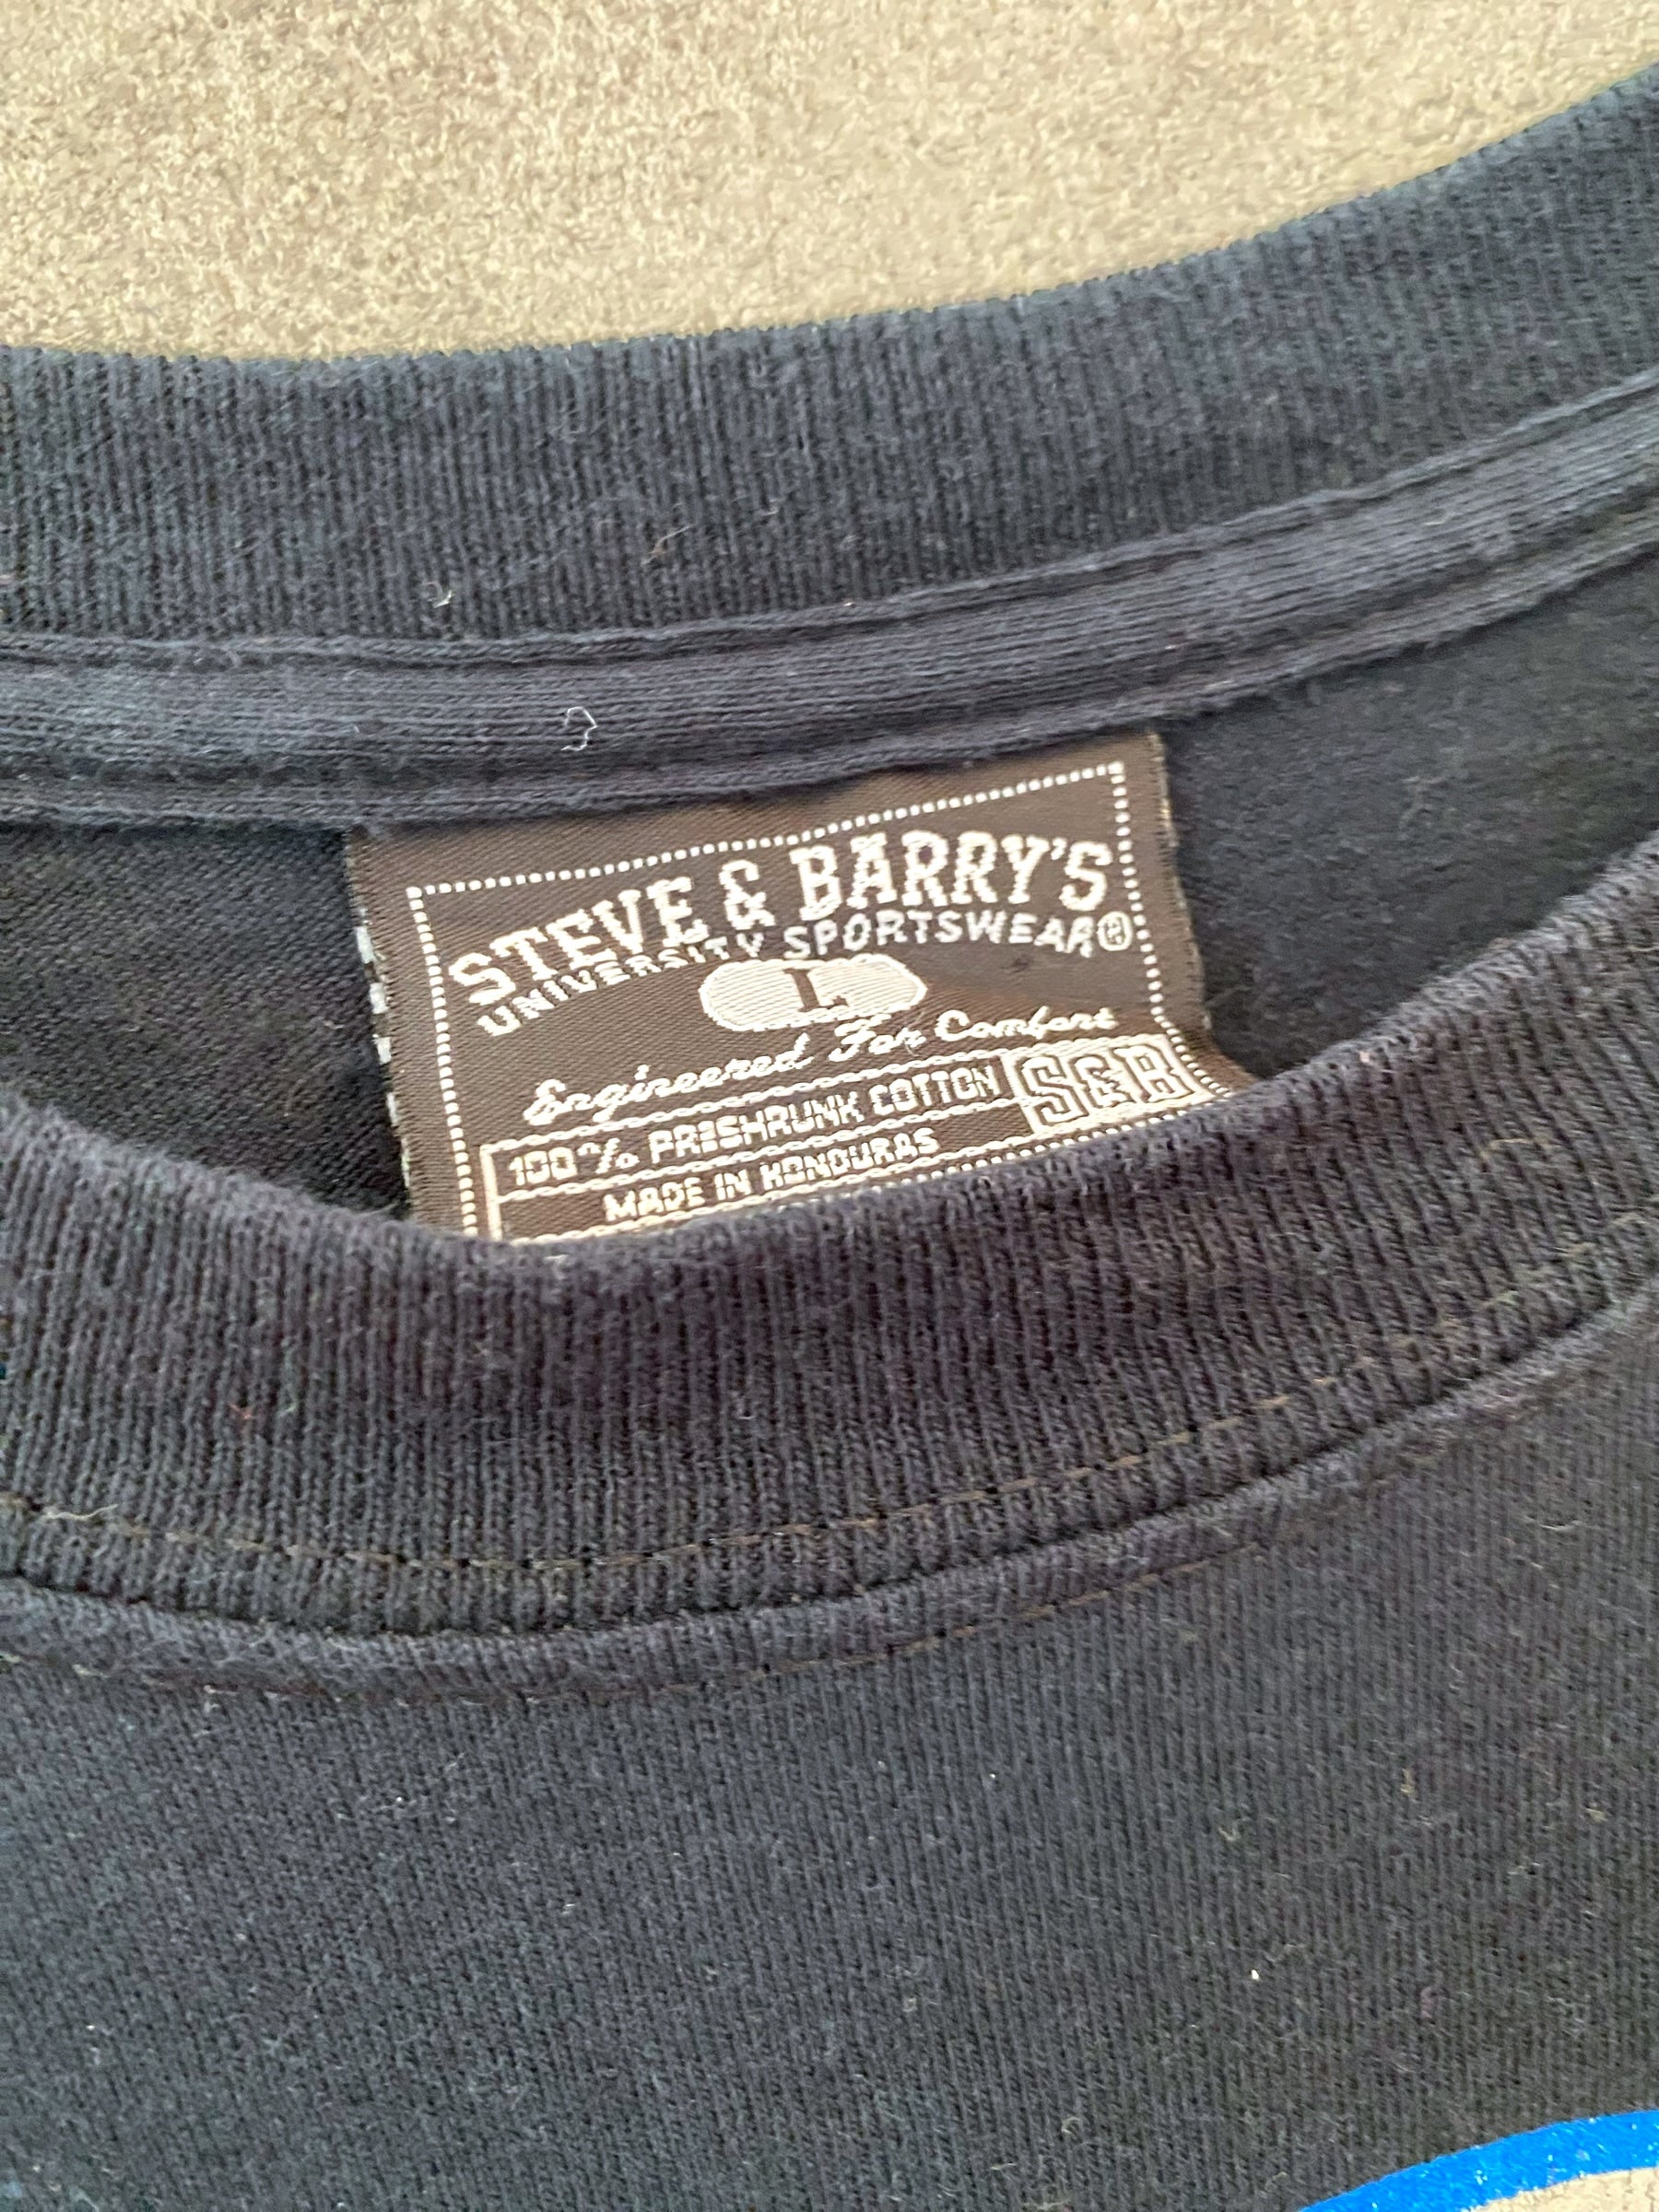 STEVE & BARRY'S
UNIVERSITY SPORTSWEAR®
L
Engineered For Comfort
100% PRESHRUNK COTTON
S&B
MADE IN HONDURAS